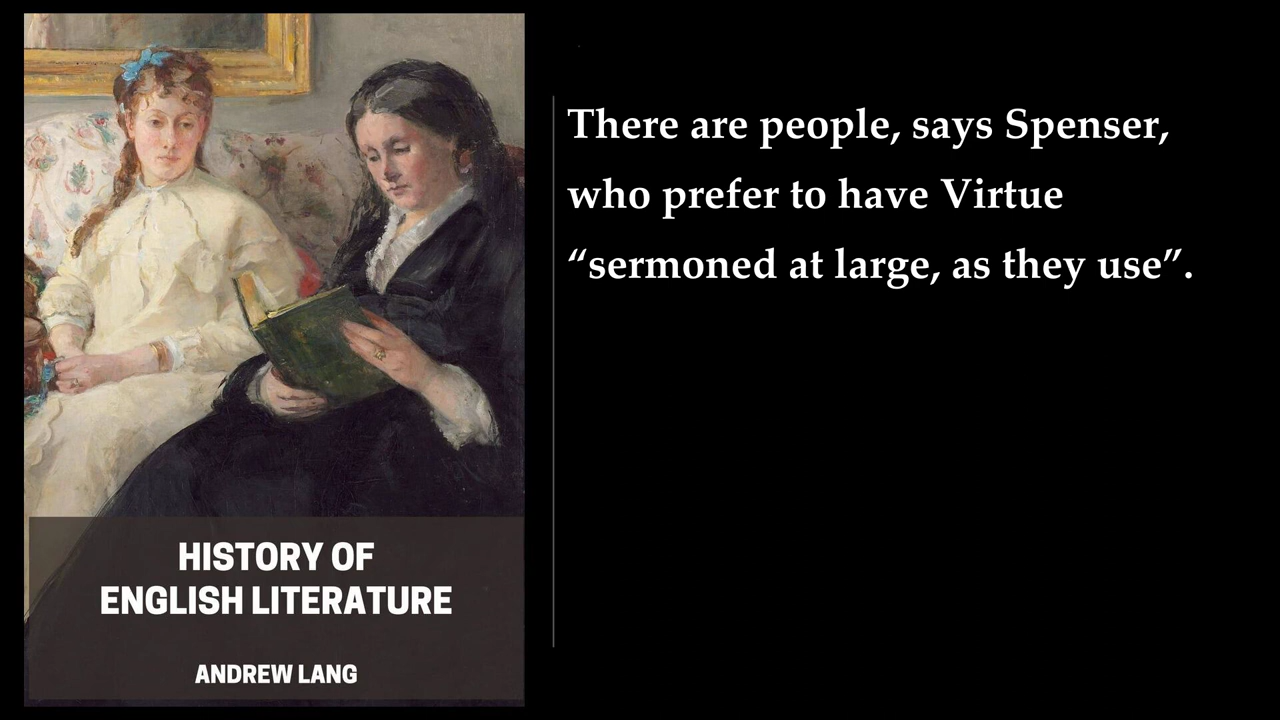 HISTORY OF
ENGLISH LITERATURE
ANDREW LANG
There are people, says Spenser,
who prefer to have Virtue
“sermoned at large, as they use”.